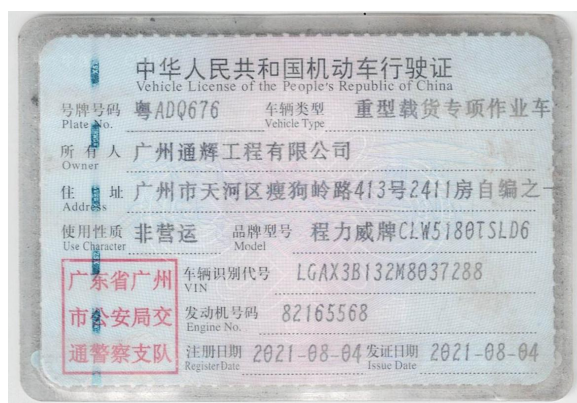 中华人民共和国机动车行驶证
Vehicle License of the People's Republic of China
号牌号码 粤ADQ676 车辆类型 重型载货专项作业车
Plate No. Vehicle Type
所有人 广州通辉工程有限公司
Owner
住址 广州市天河区瘦狗岭路413号2411房自编之一
Address
使用性质 非营运 品牌型号 程力威牌CLW5180TSLD6
Use Character Model
广东省广州 车辆识别代号 LGAX3B132M8037288
VIN
市公安局交 发动机号码 82165568
Engine No.
通警察支队 注册日期 2021-08-04 发证日期 2021-08-04
Register Date Issue Date